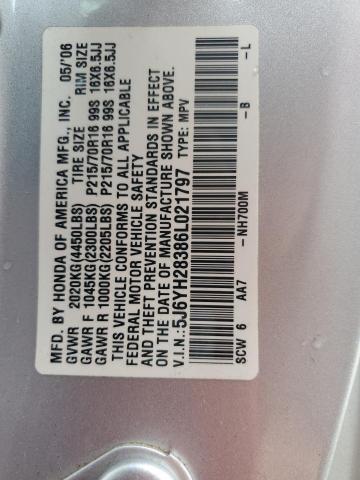 MFD. BY HONDA OF AMERICA MFG., INC. 05/'06
GVWR 2020KG(4450LBS) TIRE SIZE RIM SIZE
GAWR F 1045KG(2300LBS) P215/70R16 99S 16X6.5JJ
GAWR R 1000KG(2205LBS) P215/70R16 99S 16X6.5JJ
THIS VEHICLE CONFORMS TO ALL APPLICABLE
FEDERAL MOTOR VEHICLE SAFETY
AND THEFT PREVENTION STANDARDS IN EFFECT
ON THE DATE OF MANUFACTURE SHOWN ABOVE.
V.I.N.:5J6YH28386L021797 TYPE: MPV
SCW 6 AA7 -NH700M -B -L